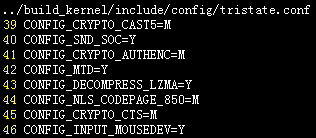 ../build_kernel/include/config/tristate.conf
39 CONFIG_CRYPTO_CAST5=M
40 CONFIG_SND_SOC=Y
41 CONFIG_CRYPTO_AUTHENC=M
42 CONFIG_MTD=Y
43 CONFIG_DECOMPRESS_LZMA=Y
44 CONFIG_NLS_CODEPAGE_850=M
45 CONFIG_CRYPTO_CTS=M
46 CONFIG_INPUT_MOUSEDEV=Y